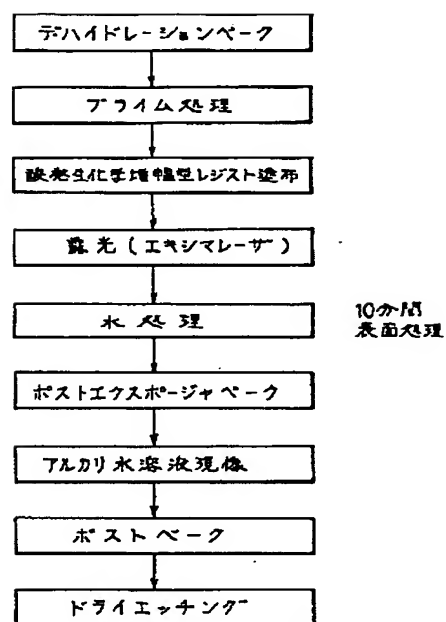 デハイドレーションベーク
プライム処理
酸発生化学増幅型レジスト塗布
露光(エキシマレーザ)
水処理
10分間
表面処理
ポストエクスポージャベーク
アルカリ水溶液現像
ポストベーク
ドライエッチング